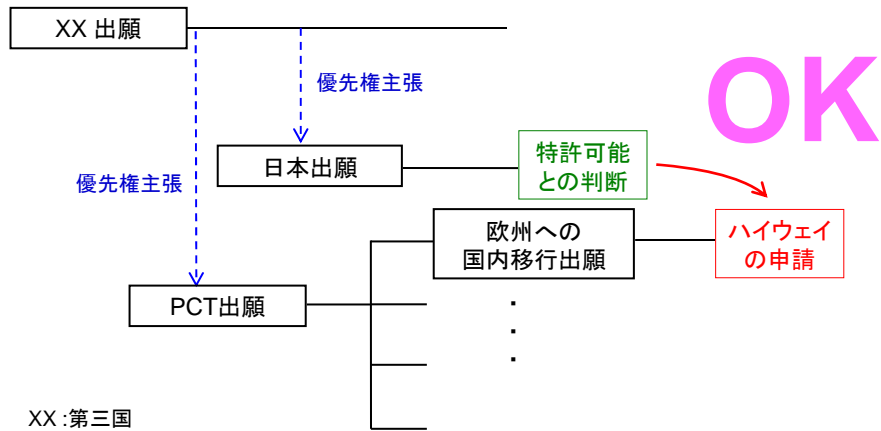 XX 出願
OK
優先権主張
日本出願
特許可能
との判断
優先権主張
欧州への
国内移行出願
ハイウェイ
の申請
PCT出願
・
・
・
XX :第三国